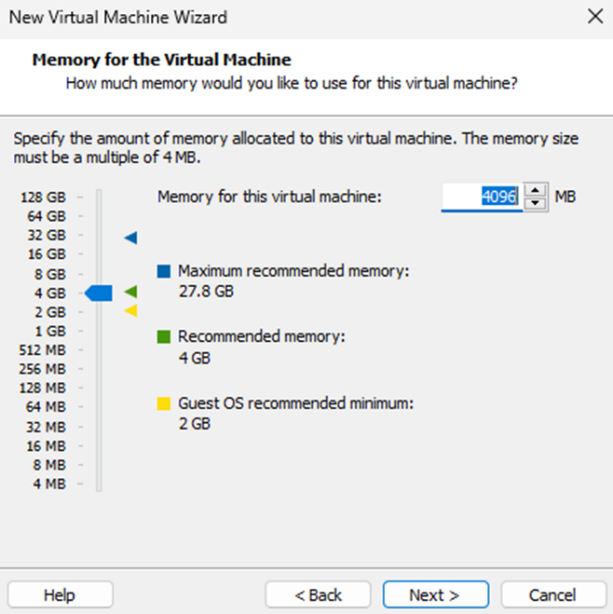 New Virtual Machine Wizard
Memory for the Virtual Machine
How much memory would you like to use for this virtual machine?
Specify the amount of memory allocated to this virtual machine. The memory size
must be a multiple of 4 MB.
128 GB
64 GB
32 GB
16 GB
8 GB
4 GB
2 GB
1 GB
512 MB
256 MB
128 MB
64 MB
32 MB
16 MB
8 MB
4 MB
Memory for this virtual machine: 4096 MB
Maximum recommended memory:
27.8 GB
Recommended memory:
4 GB
Guest OS recommended minimum:
2 GB
Help < Back Next > Cancel